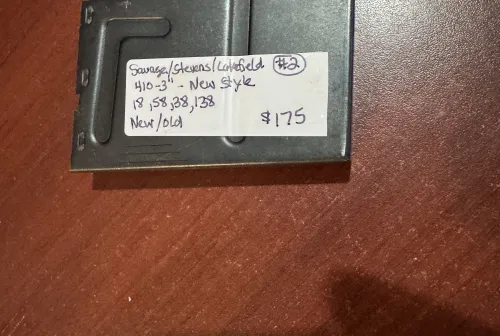 Savage/Stevens/Lakefield #2
410-3" - New Style
18,58,38,138
New/old $175